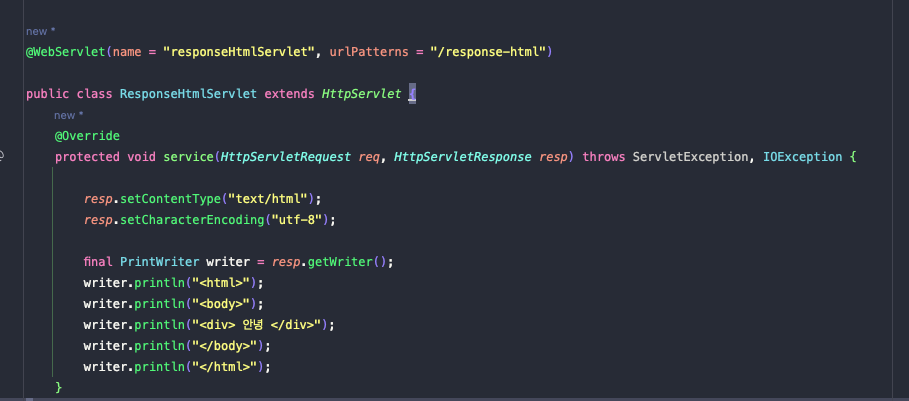 new *
@WebServlet(name = "responseHtmlServlet", urlPatterns = "/response-html")
public class ResponseHtmlServlet extends HttpServlet {
new *
@Override
protected void service(HttpServletRequest req, HttpServletResponse resp) throws ServletException, IOException {
resp.setContentType("text/html");
resp.setCharacterEncoding("utf-8");
final PrintWriter writer = resp.getWriter();
writer.println("<html>");
writer.println("<body>");
writer.println("<div> 안녕 </div>");
writer.println("</body>");
writer.println("</html>");
}